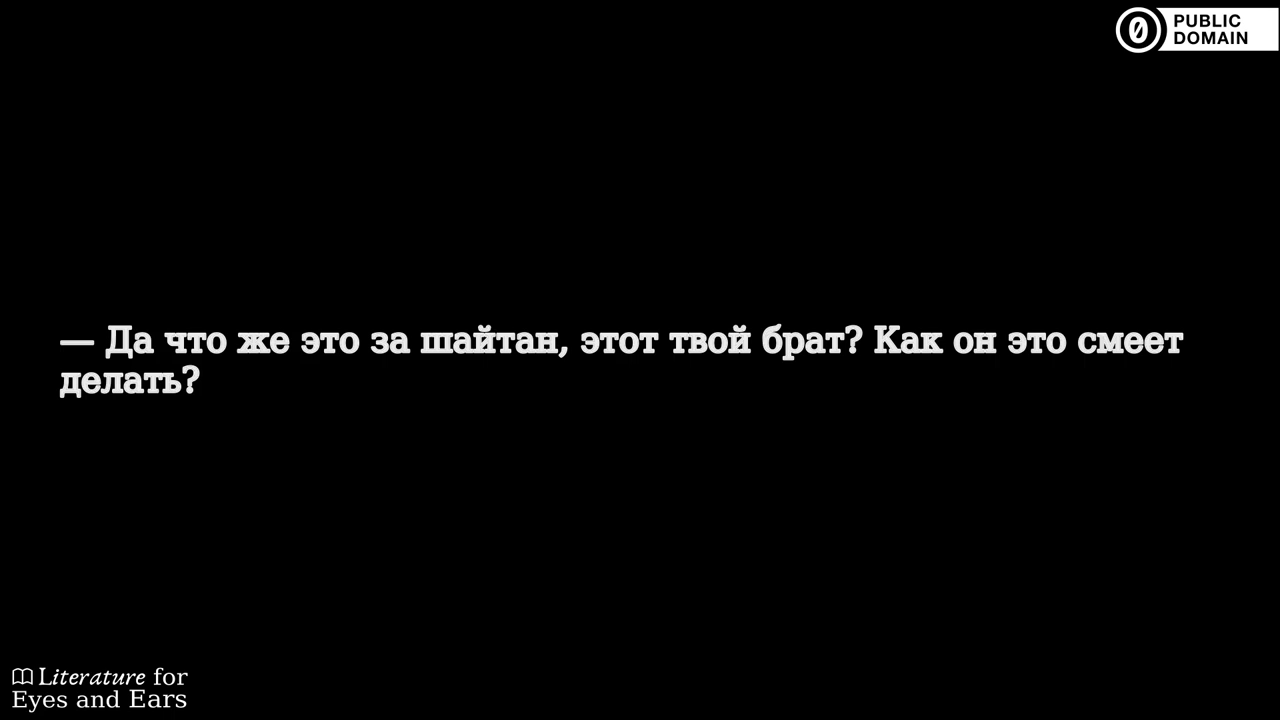 PUBLIC
DOMAIN
— Да что же это за шайтан, этот твой брат? Как он это смеет
делать?
Literature for
Eyes and Ears